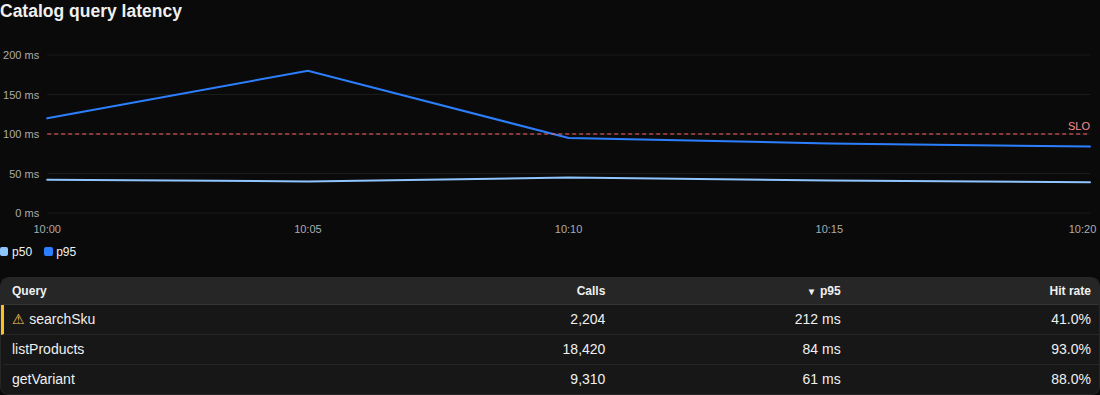 Catalog query latency
200 ms
150 ms
100 ms
50 ms
0 ms
SLO
10:00 10:05 10:10 10:15 10:20
p50 p95
Query Calls ▼ p95 Hit rate
⚠ searchSku 2,204 212 ms 41.0%
listProducts 18,420 84 ms 93.0%
getVariant 9,310 61 ms 88.0%